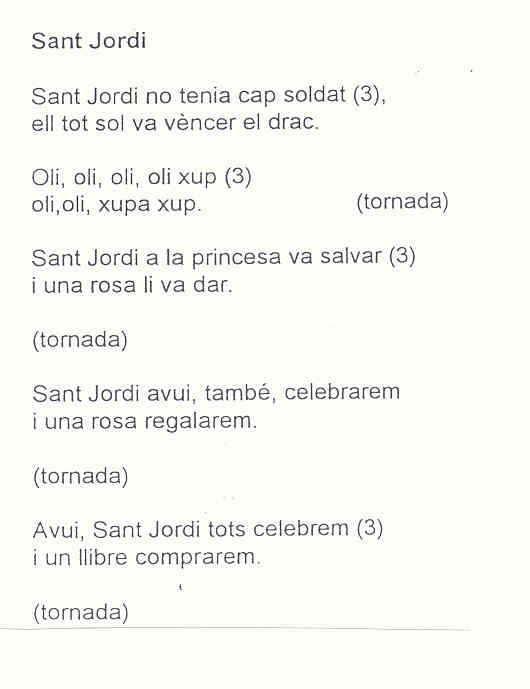 Sant Jordi
Sant Jordi no tenia cap soldat (3),
ell tot sol va vèncer el drac.
Oli, oli, oli, oli xup (3)
oli,oli, xupa xup. (tornada)
Sant Jordi a la princesa va salvar (3)
i una rosa li va dar.
(tornada)
Sant Jordi avui, també, celebrarem
i una rosa regalarem.
(tornada)
Avui, Sant Jordi tots celebrem (3)
i un llibre comprarem.
(tornada)